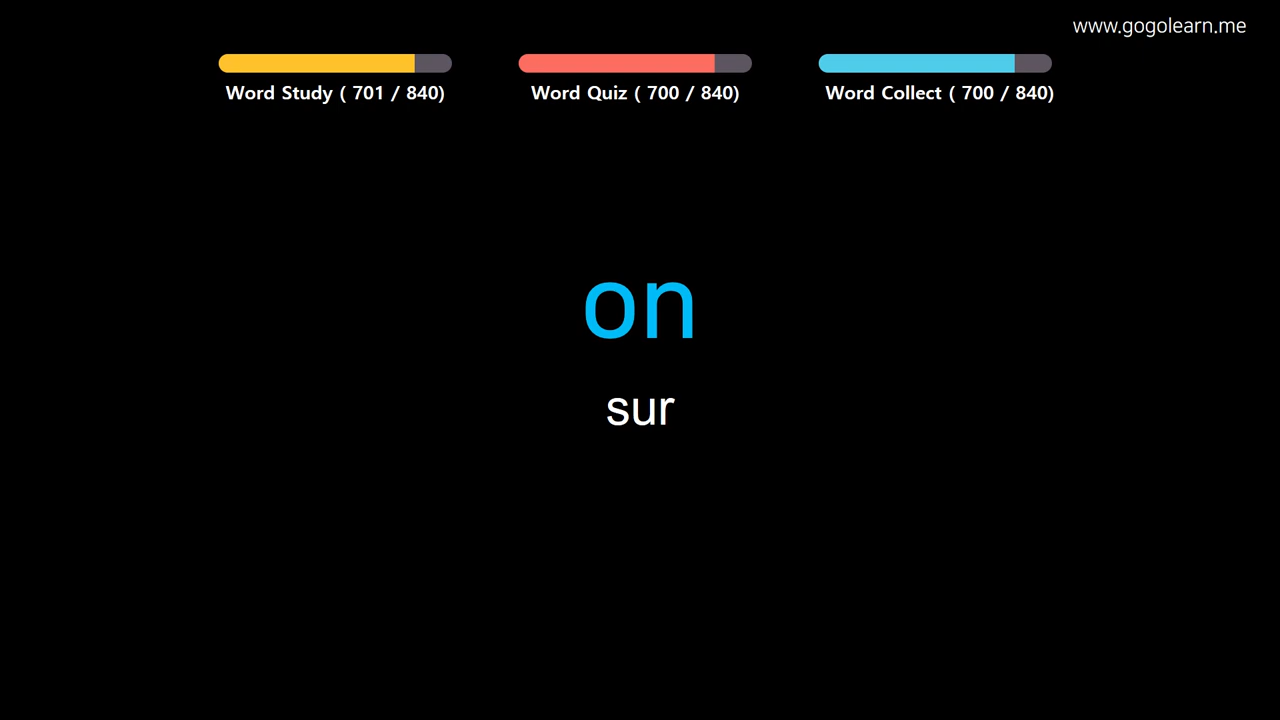 www.gogolearn.me
Word Study ( 701 / 840)
Word Quiz ( 700 / 840)
Word Collect ( 700 / 840)
on
sur